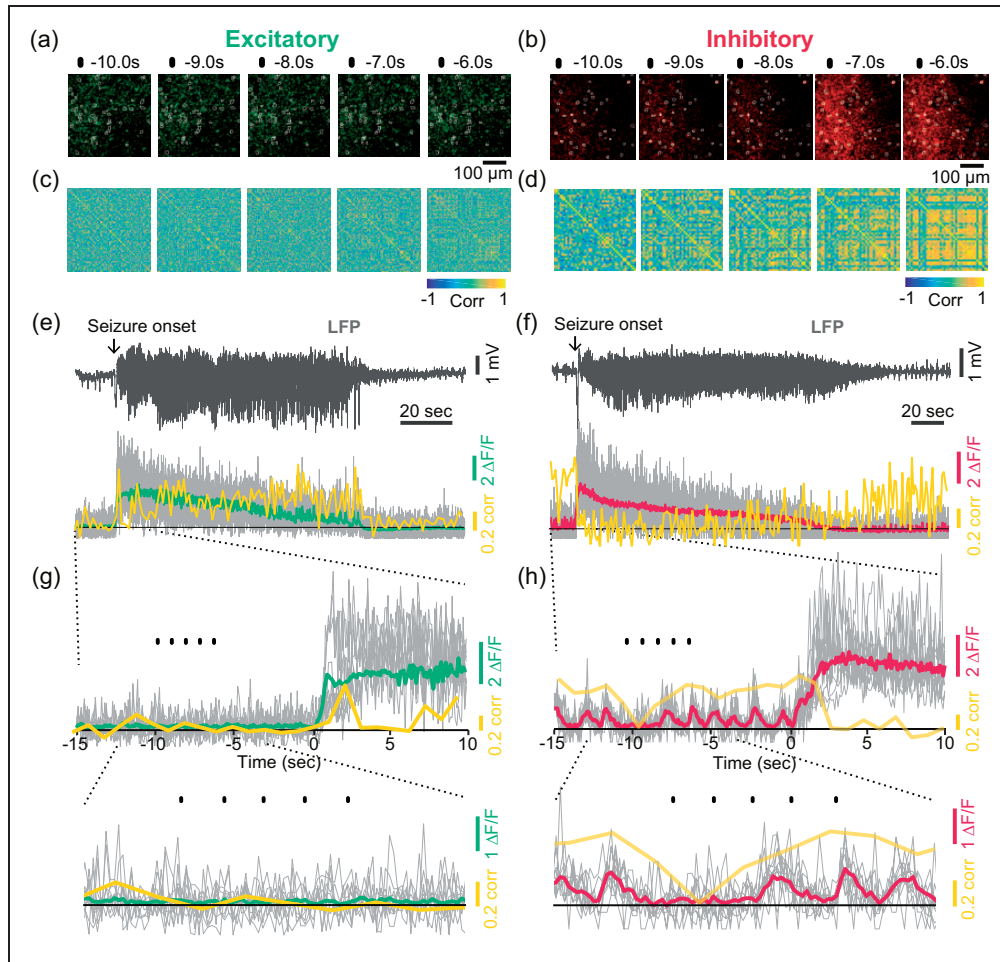 (a) Excitatory
-10.0s -9.0s -8.0s -7.0s -6.0s
100 µm
(b) Inhibitory
-10.0s -9.0s -8.0s -7.0s -6.0s
100 µm
(c)
-1 Corr 1
(d)
-1 Corr 1
(e)
Seizure onset
LFP
1 mV
20 sec
2 ΔF/F
0.2 corr
(f)
Seizure onset
LFP
1 mV
20 sec
2 ΔF/F
0.2 corr
(g)
2 ΔF/F
0.2 corr
-15 -10 -5 0 5 10
Time (sec)
1 ΔF/F
0.2 corr
(h)
2 ΔF/F
0.2 corr
-15 -10 -5 0 5 10
Time (sec)
1 ΔF/F
0.2 corr